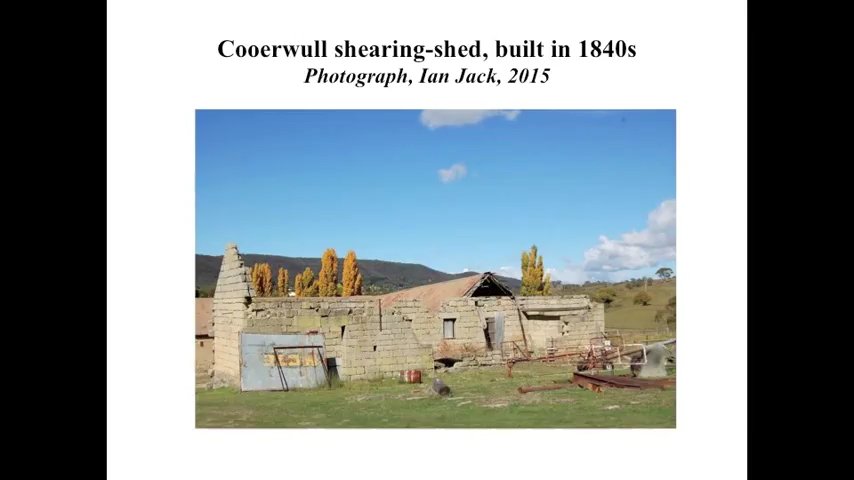 Cooerwull shearing-shed, built in 1840s
Photograph, Ian Jack, 2015